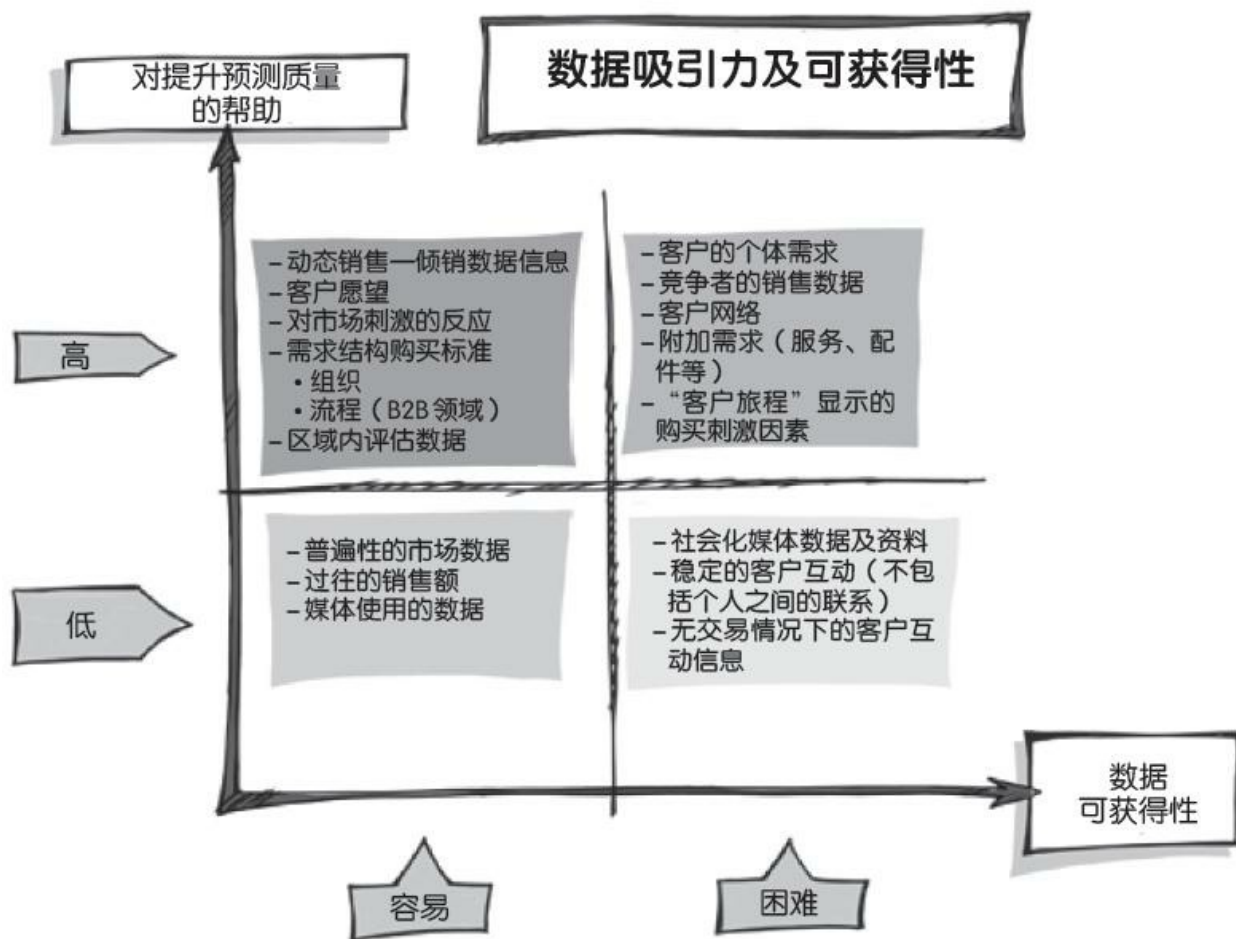 对提升预测质量
的帮助
数据吸引力及可获得性
高
-动态销售—倾销数据信息
-客户愿望
-对市场刺激的反应
-需求结构购买标准
•组织
•流程（B2B领域）
-区域内评估数据
-客户的个体需求
-竞争者的销售数据
-客户网络
-附加需求（服务、配
件等）
-“客户旅程”显示的
购买刺激因素
低
-普遍性的市场数据
-过往的销售额
-媒体使用的数据
-社会化媒体数据及资料
-稳定的客户互动（不包
括个人之间的联系）
-无交易情况下的客户互
动信息
数据
可获得性
容易
困难